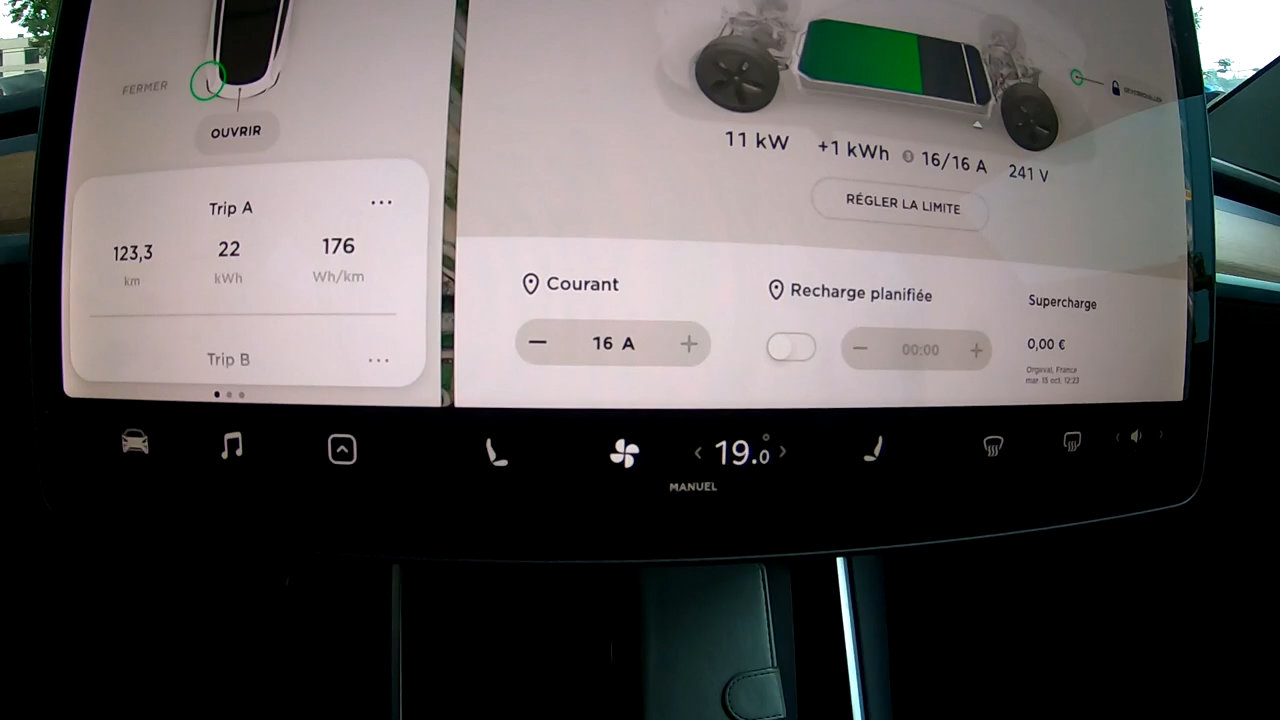 FERMER
OUVRIR
Trip A
...
123,3
22
176
km
kWh
Wh/km
Trip B
...
11 kW
+1 kWh
16/16 A
241 V
RÉGLER LA LIMITE
Courant
16 A
Recharge planifiée
00:00
Supercharge
0,00 €
Orgeval, France
mar. 15 oct. 12:23
19.0°
MANUEL